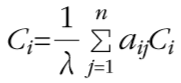 C_i = \frac{1}{\lambda} \sum_{j=1}^{n} a_{ij} C_i